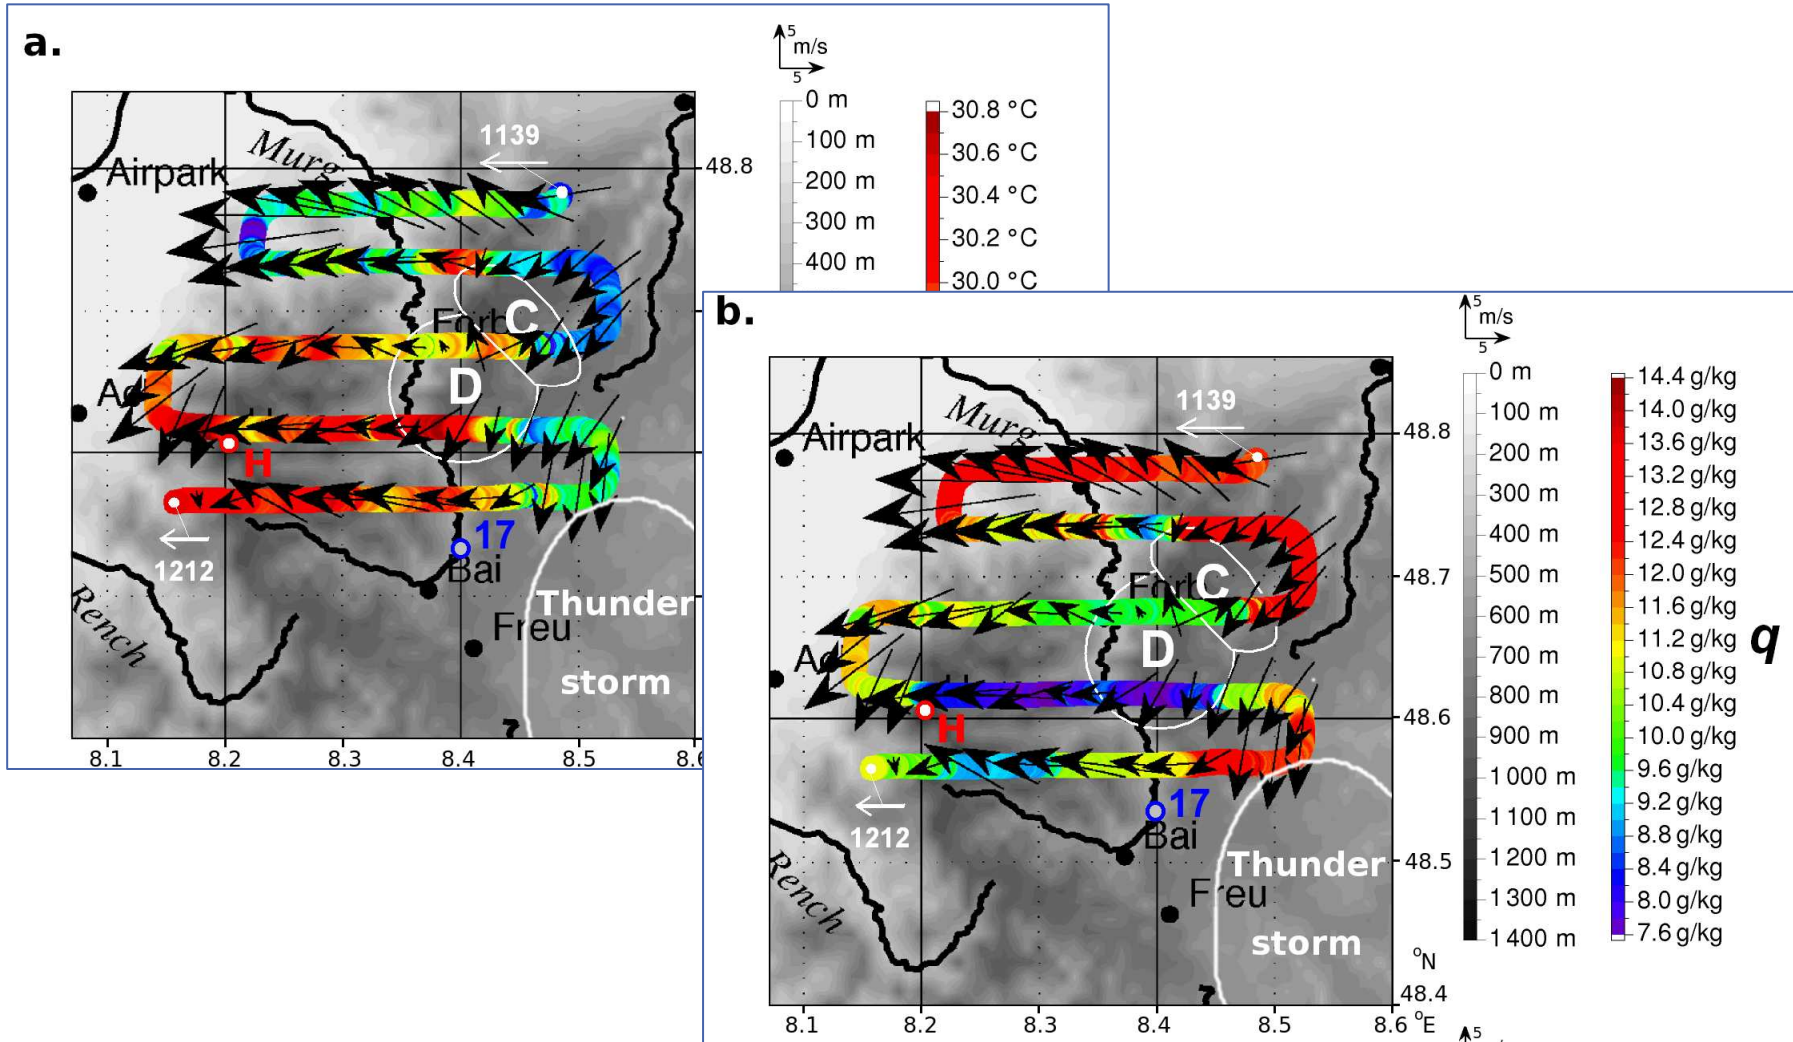 a.
5
m/s
5
0 m
100 m
200 m
300 m
400 m
30.8 °C
30.6 °C
30.4 °C
30.2 °C
30.0 °C
1139
Murg
Airpark
48.8
C
Forb
D
H
17
Bai
1212
Rench
Freu
Thunder
storm
8.1
8.2
8.3
8.4
8.5
b.
5
m/s
5
0 m
100 m
200 m
300 m
400 m
500 m
600 m
700 m
800 m
900 m
1 000 m
1 100 m
1 200 m
1 300 m
1 400 m
14.4 g/kg
14.0 g/kg
13.6 g/kg
13.2 g/kg
12.8 g/kg
12.4 g/kg
12.0 g/kg
11.6 g/kg
11.2 g/kg
10.8 g/kg
10.4 g/kg
10.0 g/kg
9.6 g/kg
9.2 g/kg
8.8 g/kg
8.4 g/kg
8.0 g/kg
7.6 g/kg
q
1139
Murg
Airpark
48.8
C
Forb
48.7
D
H
48.6
17
Bai
1212
Rench
Freu
Thunder
storm
48.5
°N
48.4
8.1
8.2
8.3
8.4
8.5
8.6
°E
5